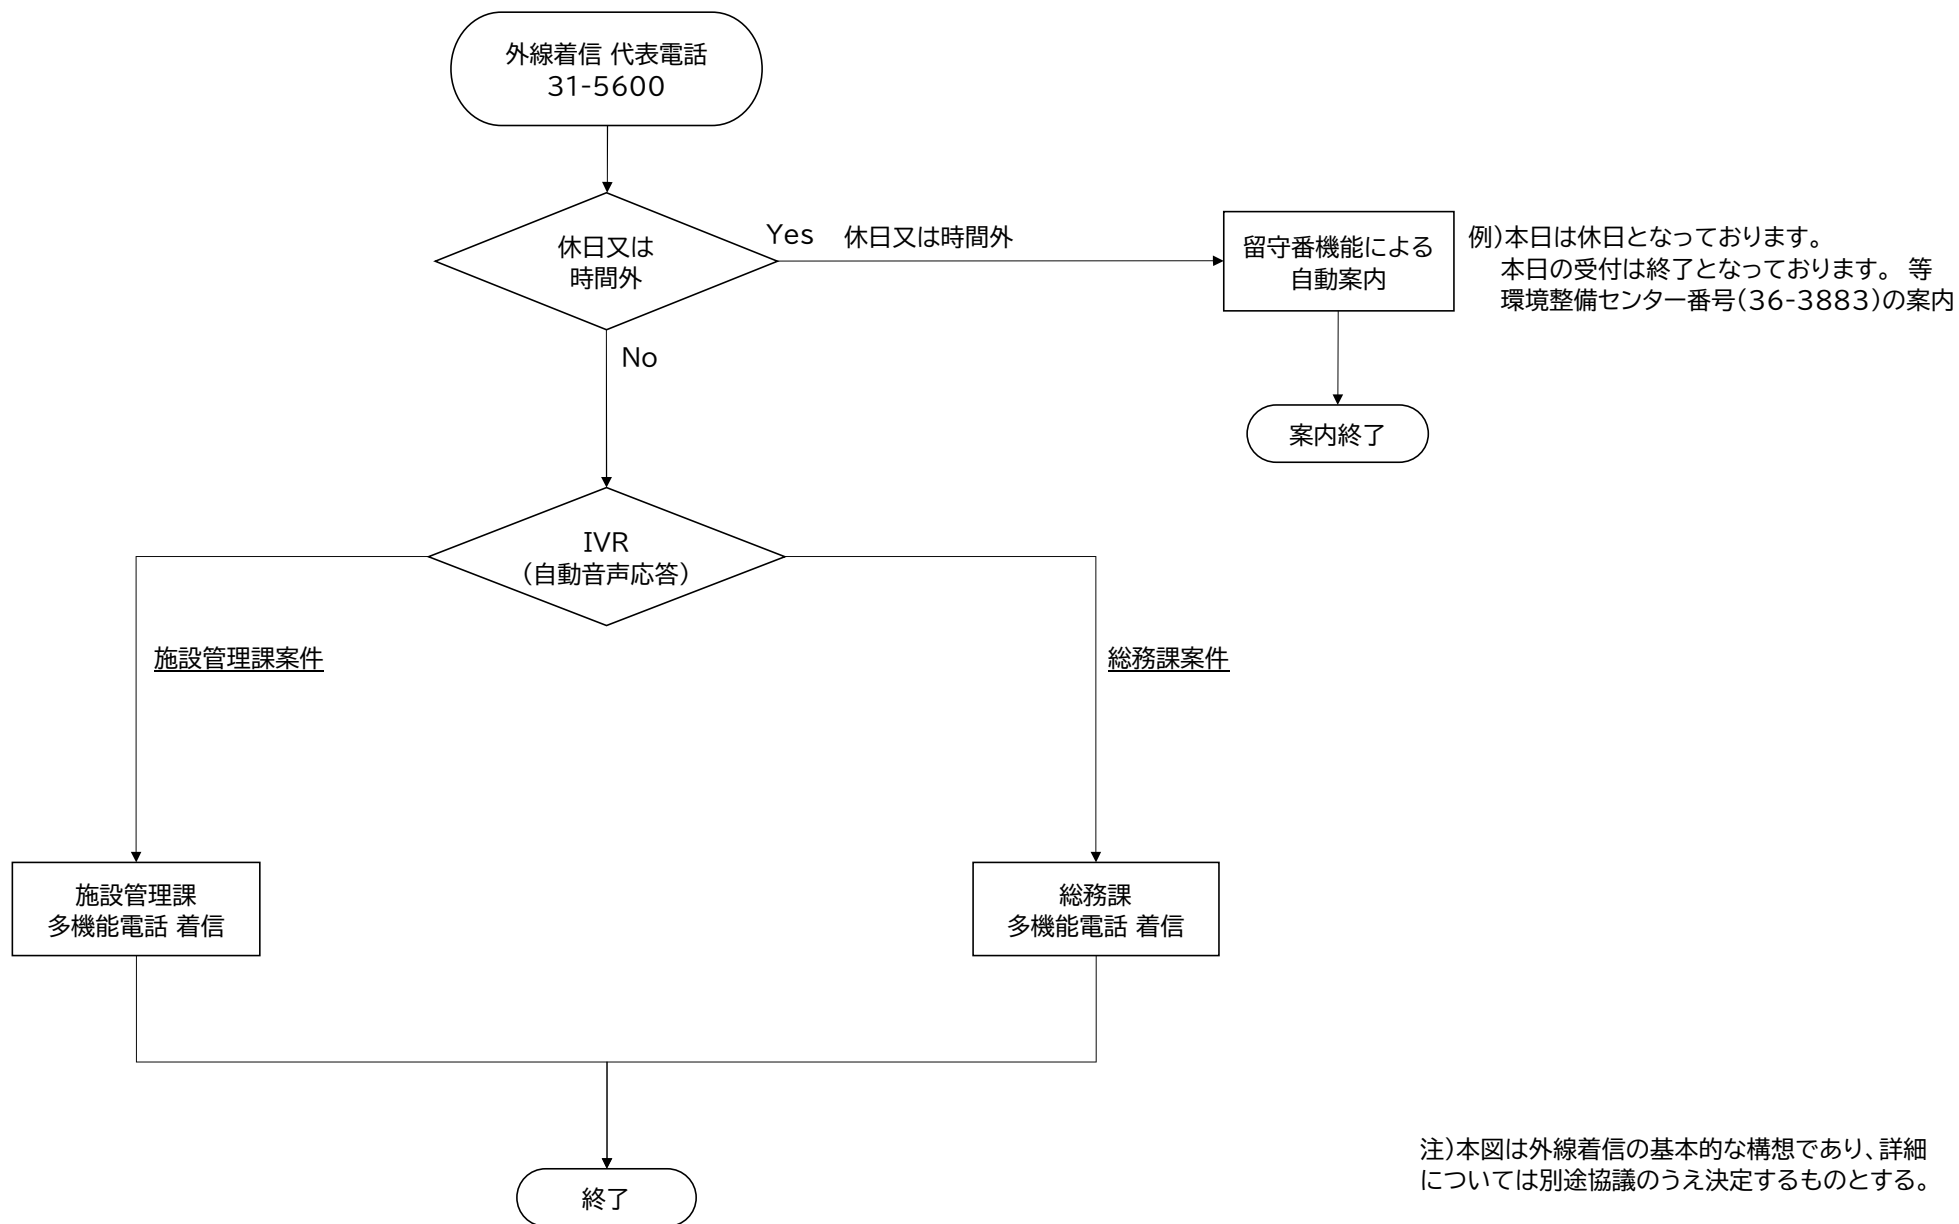 外線着信 代表電話
31-5600
休日又は
時間外
Yes 休日又は時間外
留守番機能による
自動案内
例)本日は休日となっております。
本日の受付は終了となっております。 等
環境整備センター番号(36-3883)の案内
No
案内終了
IVR
(自動音声応答)
施設管理課案件
総務課案件
施設管理課
多機能電話 着信
総務課
多機能電話 着信
終了
注)本図は外線着信の基本的な構想であり、詳細
については別途協議のうえ決定するものとする。